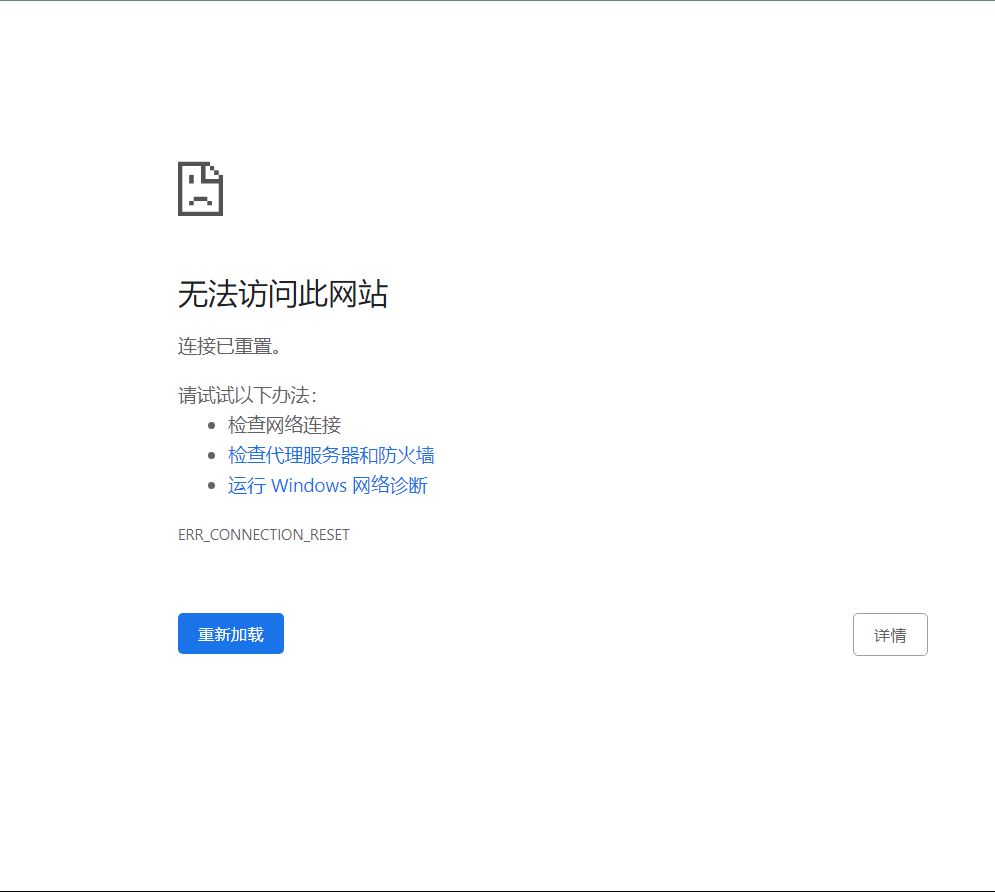 无法访问此网站
连接已重置。
请试试以下办法：
检查网络连接
检查代理服务器和防火墙
运行 Windows 网络诊断
ERR_CONNECTION_RESET
重新加载
详情